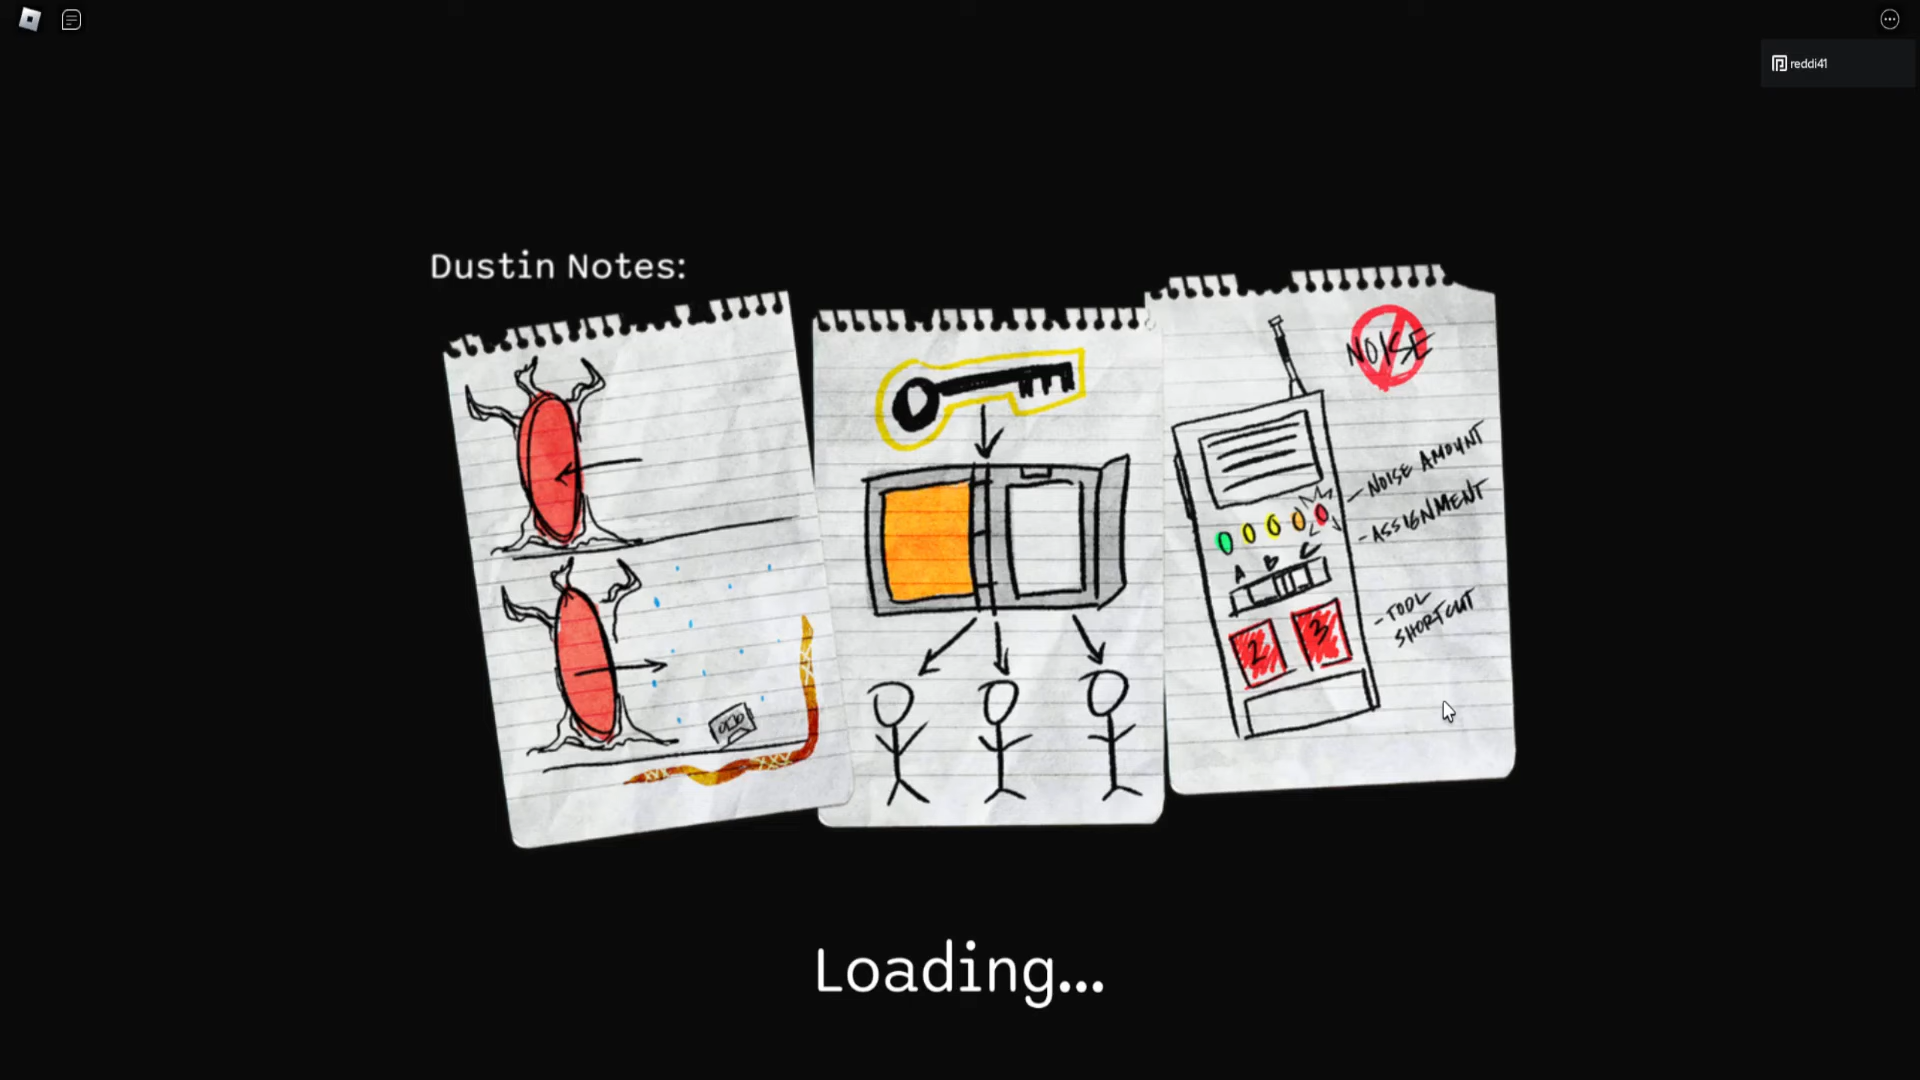 reddi41
Dustin Notes:
NOISE
- NOISE AMOUNT
- ASSIGNMENT
A B C
- TOOL
SHORTCUT
2 3
Loading...